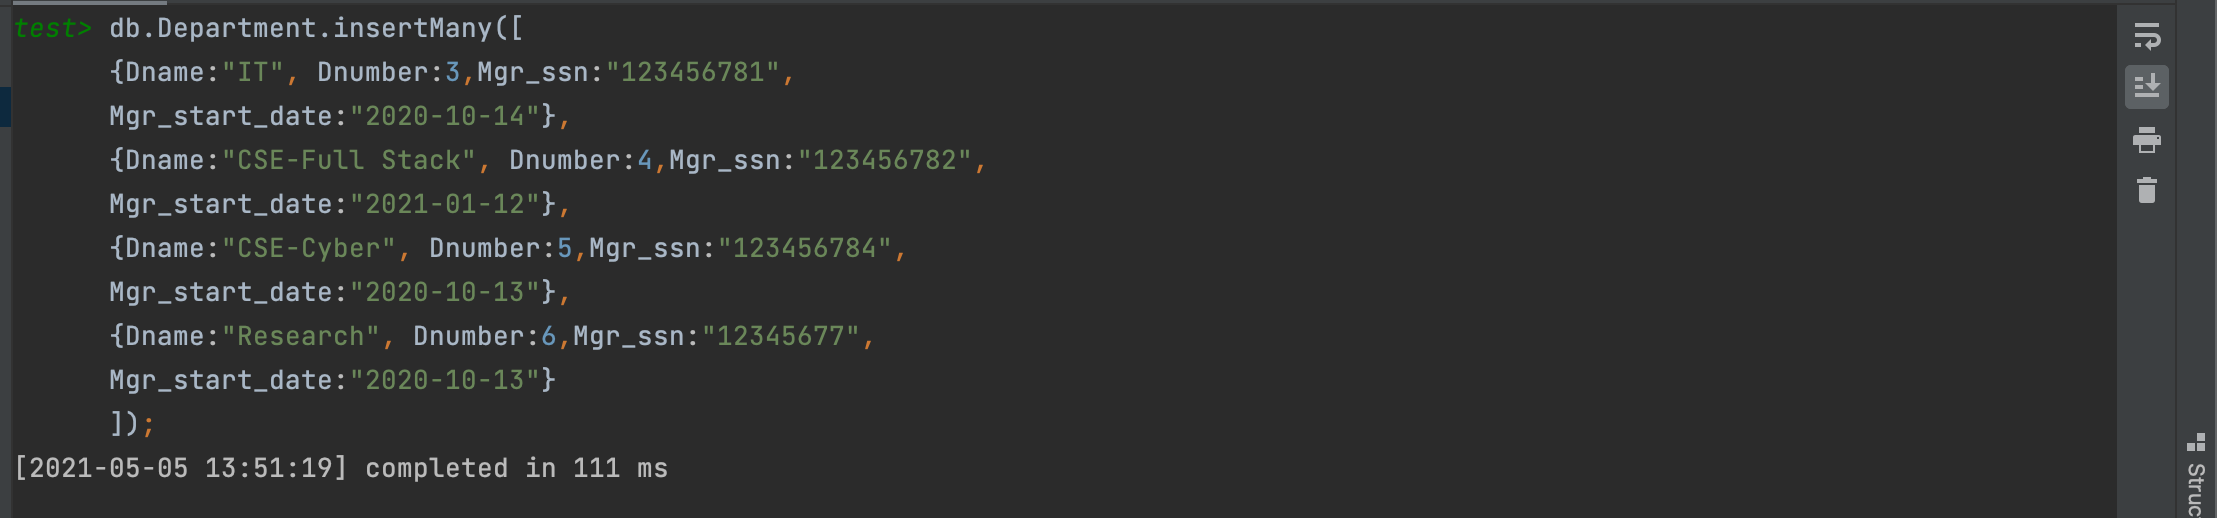 test> db.Department.insertMany([
{Dname:"IT", Dnumber:3,Mgr_ssn:"123456781",
Mgr_start_date:"2020-10-14"},
{Dname:"CSE-Full Stack", Dnumber:4,Mgr_ssn:"123456782",
Mgr_start_date:"2021-01-12"},
{Dname:"CSE-Cyber", Dnumber:5,Mgr_ssn:"123456784",
Mgr_start_date:"2020-10-13"},
{Dname:"Research", Dnumber:6,Mgr_ssn:"12345677",
Mgr_start_date:"2020-10-13"}
]);
[2021-05-05 13:51:19] completed in 111 ms
Struc